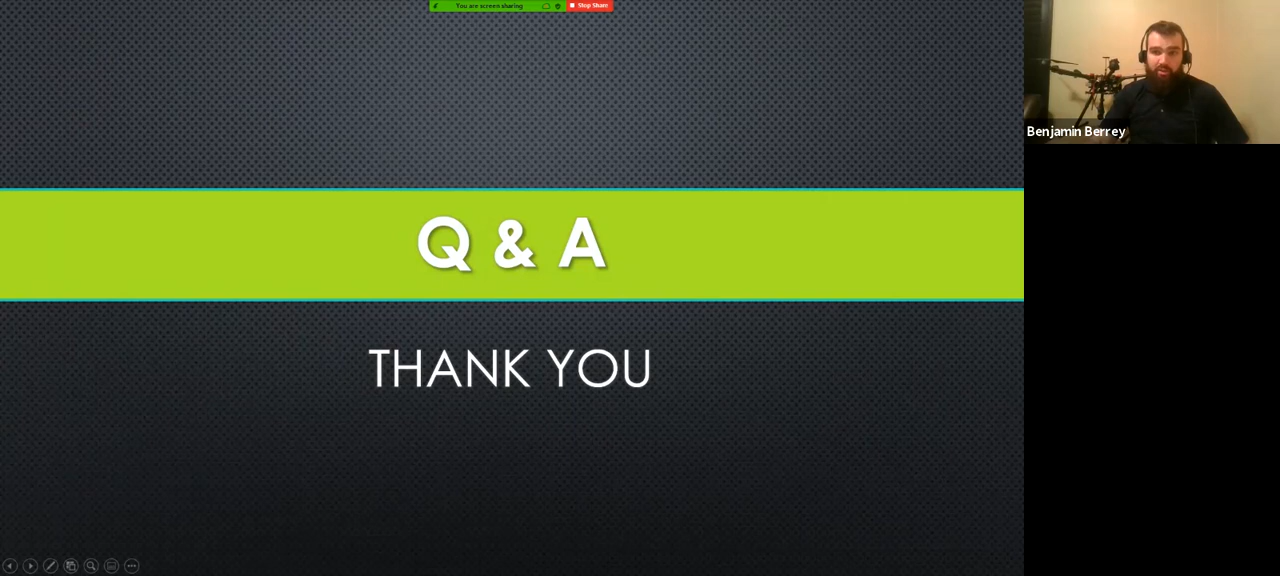 You are screen sharing
Stop Share
Benjamin Berrey
Q & A
THANK YOU